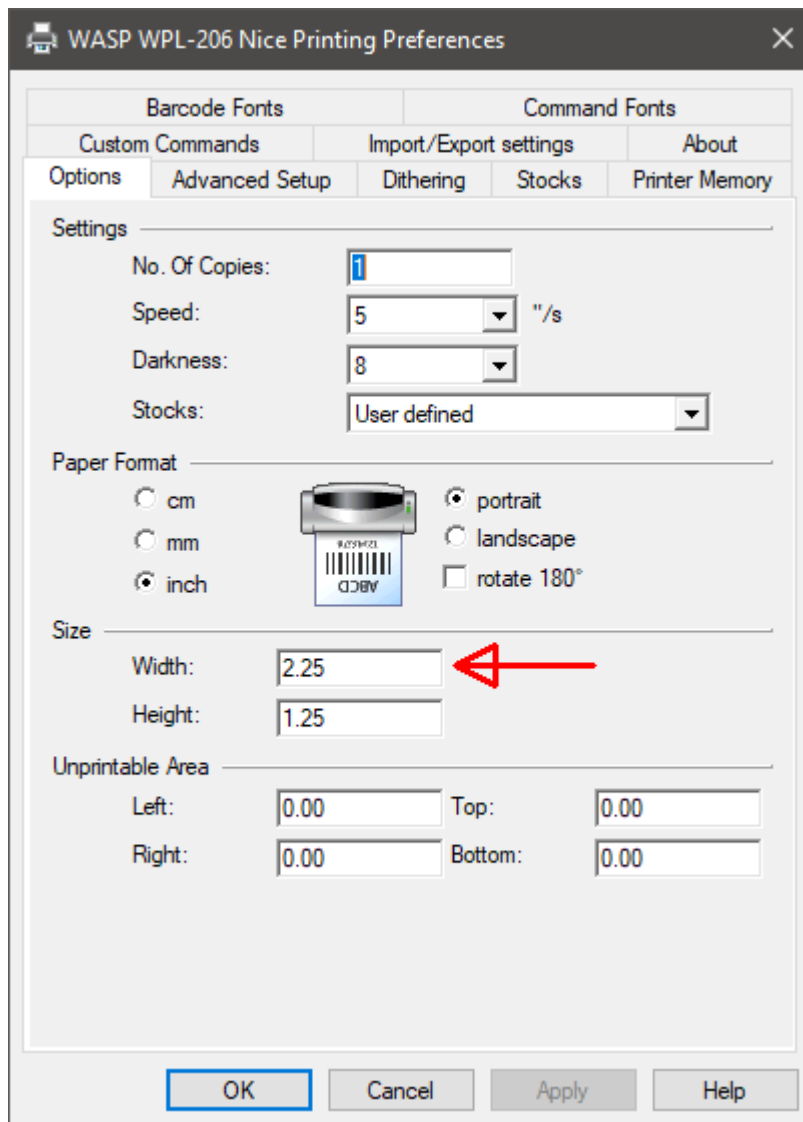 WASP WPL-206 Nice Printing Preferences
Barcode Fonts Command Fonts
Custom Commands Import/Export settings About
Options Advanced Setup Dithering Stocks Printer Memory
Settings
No. Of Copies: 1
Speed: 5 "/s
Darkness: 8
Stocks: User defined
Paper Format
cm portrait
mm landscape
inch rotate 180°
ABCD
Size
Width: 2.25
Height: 1.25
Unprintable Area
Left: 0.00 Top: 0.00
Right: 0.00 Bottom: 0.00
OK Cancel Apply Help